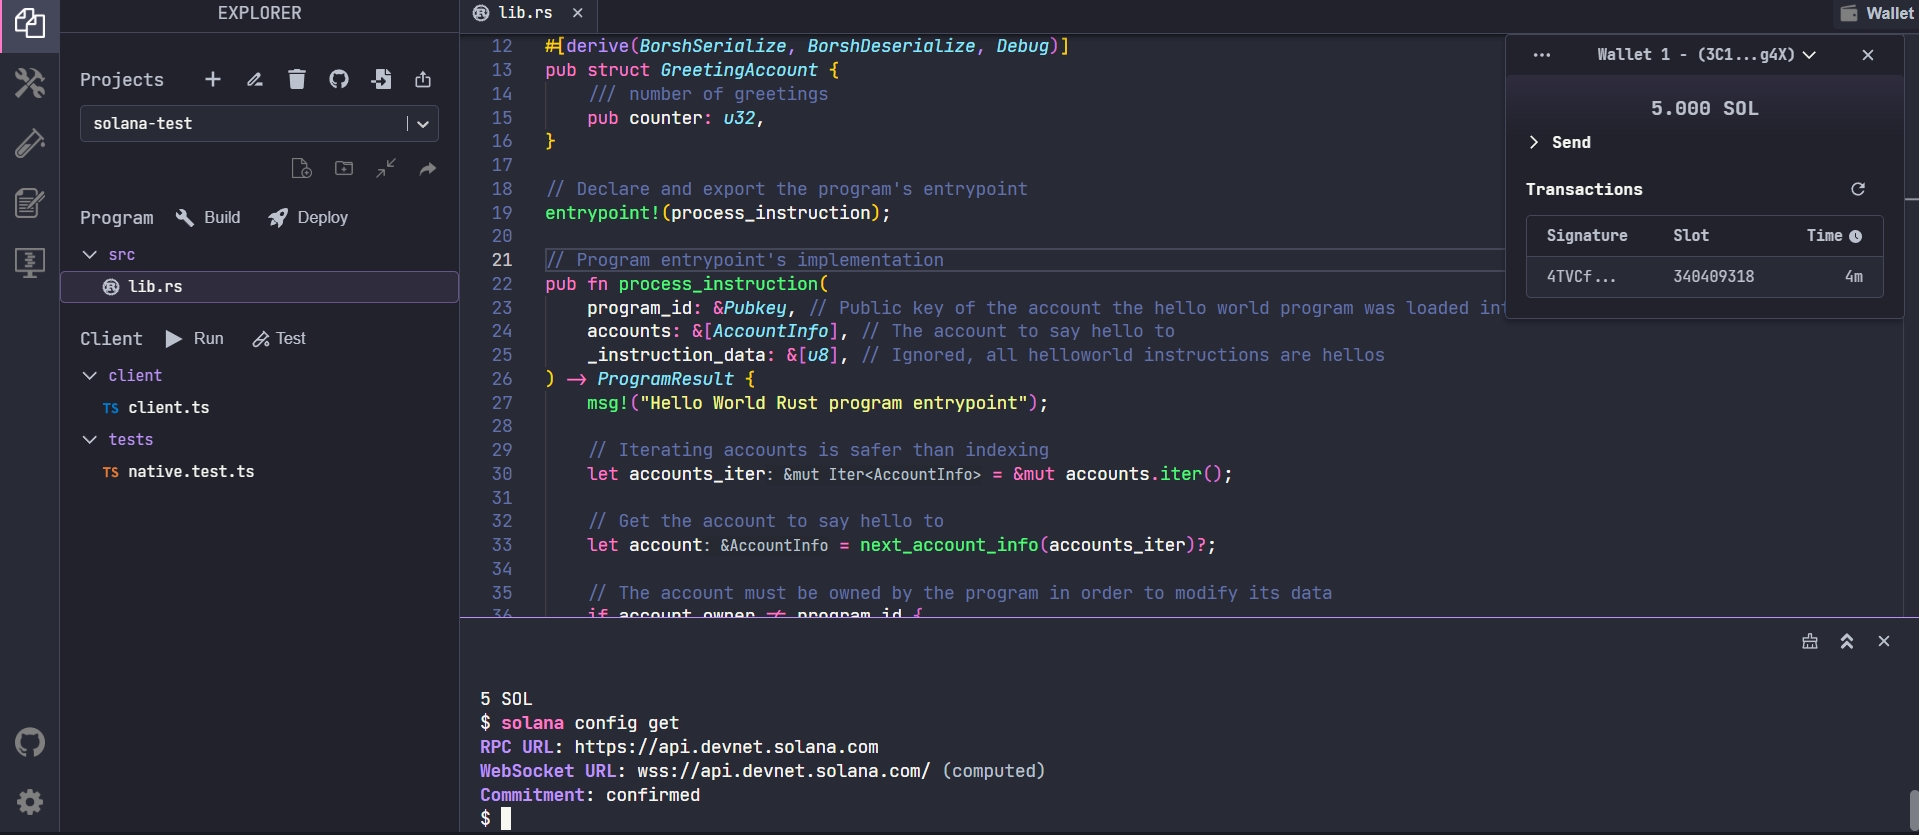 EXPLORER
Projects
solana-test
Program Build Deploy
src
lib.rs
Client Run Test
client
TS client.ts
tests
TS native.test.ts
lib.rs
Wallet
12 #[derive(BorshSerialize, BorshDeserialize, Debug)]
13 pub struct GreetingAccount {
14 /// number of greetings
15 pub counter: u32,
16 }
17
18 // Declare and export the program's entrypoint
19 entrypoint!(process_instruction);
20
21 // Program entrypoint's implementation
22 pub fn process_instruction(
23 program_id: &Pubkey, // Public key of the account the hello world program was loaded
24 accounts: &[AccountInfo], // The account to say hello to
25 _instruction_data: &[u8], // Ignored, all helloworld instructions are hellos
26 ) -> ProgramResult {
27 msg!("Hello World Rust program entrypoint");
28
29 // Iterating accounts is safer than indexing
30 let accounts_iter: &mut Iter<AccountInfo> = &mut accounts.iter();
31
32 // Get the account to say hello to
33 let account: &AccountInfo = next_account_info(accounts_iter)?;
34
35 // The account must be owned by the program in order to modify its data
36 if account.owner != program_id {
Wallet 1 - (3C1...g4X)
5.000 SOL
Send
Transactions
Signature Slot Time
4TVCf... 340409318 4m
5 SOL
$ solana config get
RPC URL: https://api.devnet.solana.com
WebSocket URL: wss://api.devnet.solana.com/ (computed)
Commitment: confirmed
$